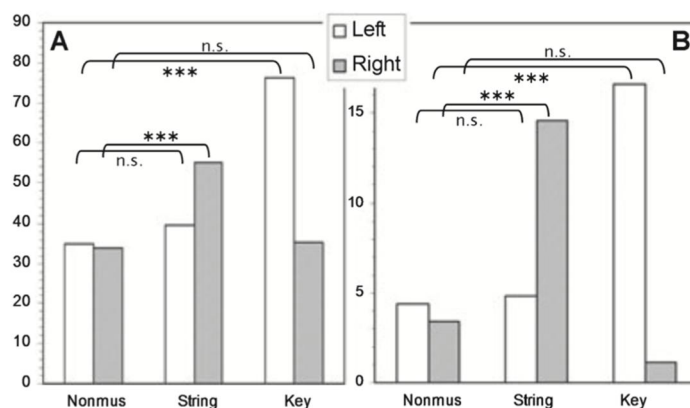 A
B
Left
Right
n.s.
***
***
n.s.
n.s.
***
***
n.s.
90
80
70
60
50
40
30
20
10
0
15
10
5
0
Nonmus
String
Key
Nonmus
String
Key